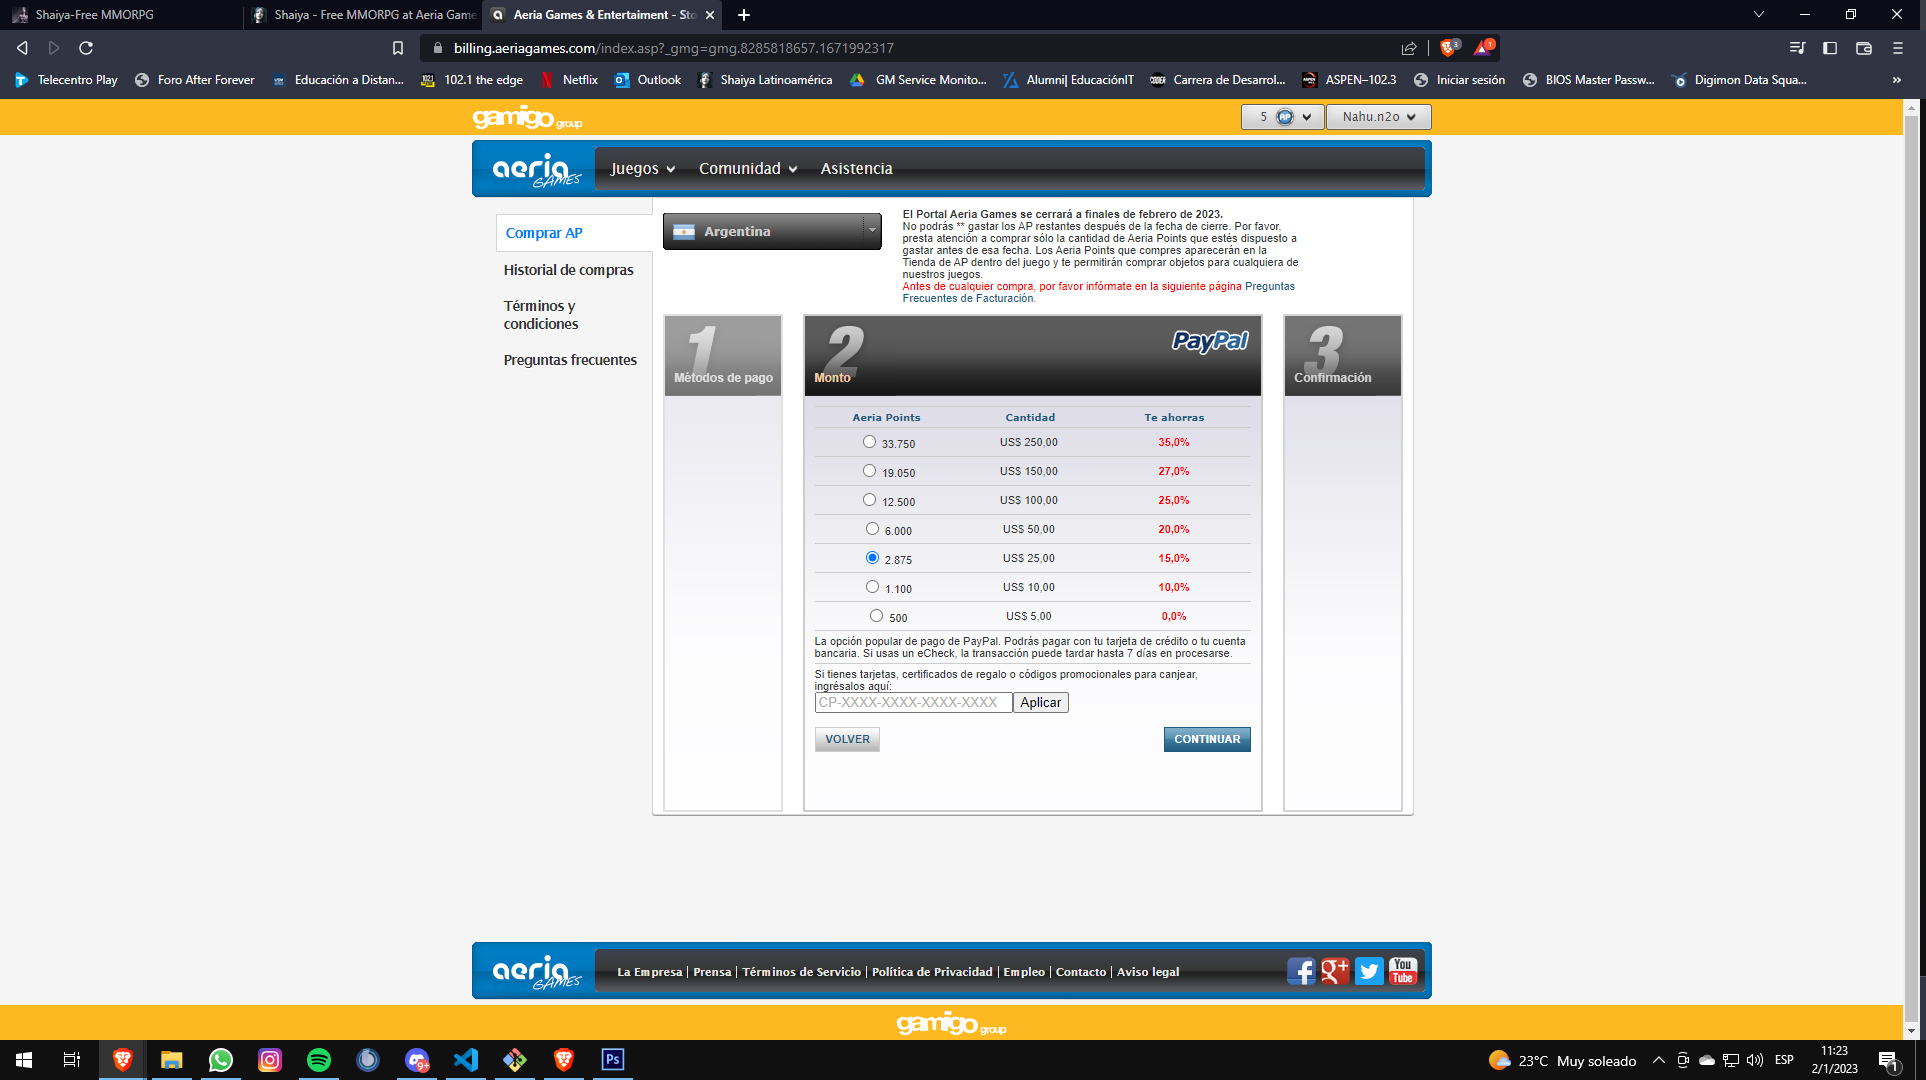 Shaiya-Free MMORPG
Shaiya - Free MMORPG at Aeria Game
Aeria Games & Entertaiment - Sto
billing.aeriagames.com/index.asp?_gmg=gmg.8285818657.1671992317
3
1
Telecentro Play
Foro After Forever
Educación a Distan...
102.1 the edge
Netflix
Outlook
Shaiya Latinoamérica
GM Service Monito...
Alumni| EducaciónIT
Carrera de Desarrol...
ASPEN—102.3
Iniciar sesión
BIOS Master Passw...
Digimon Data Squa...
»
gamigo group
5 AP
Nahu.n2o
aeria GAMES
Juegos
Comunidad
Asistencia
Comprar AP
Historial de compras
Términos y
condiciones
Preguntas frecuentes
Argentina
El Portal Aeria Games se cerrará a finales de febrero de 2023.
No podrás ** gastar los AP restantes después de la fecha de cierre. Por favor,
presta atención a comprar sólo la cantidad de Aeria Points que estés dispuesto a
gastar antes de esa fecha. Los Aeria Points que compres aparecerán en la
Tienda de AP dentro del juego y te permitirán comprar objetos para cualquiera de
nuestros juegos.
Antes de cualquier compra, por favor infórmate en la siguiente página Preguntas
Frecuentes de Facturación.
1
Métodos de pago
2
Monto
PayPal
3
Confirmación
Aeria Points Cantidad Te ahorras
33.750 US$ 250,00 35,0%
19.050 US$ 150,00 27,0%
12.500 US$ 100,00 25,0%
6.000 US$ 50,00 20,0%
2.875 US$ 25,00 15,0%
1.100 US$ 10,00 10,0%
500 US$ 5,00 0,0%
La opción popular de pago de PayPal. Podrás pagar con tu tarjeta de crédito o tu cuenta
bancaria. Si usas un eCheck, la transacción puede tardar hasta 7 días en procesarse.
Si tienes tarjetas, certificados de regalo o códigos promocionales para canjear,
ingrésalos aquí:
CP-XXXX-XXXX-XXXX-XXXX
Aplicar
VOLVER
CONTINUAR
aeria GAMES
La Empresa | Prensa | Términos de Servicio | Política de Privacidad | Empleo | Contacto | Aviso legal
You Tube
gamigo group
9+
Ps
23°C Muy soleado
ESP
11:23
2/1/2023
1